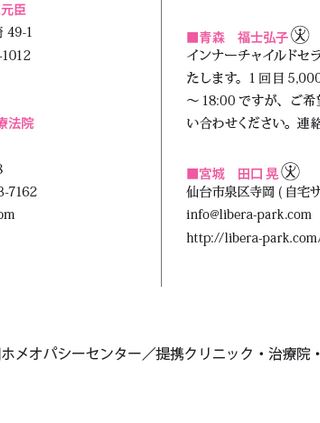 元臣
49-1
-1012
療法院
8
3-7162
om
■青森 福士弘子
インナーチャイルドセラ
たします。1回目5,000
～18:00ですが、ご希望
い合わせください。連絡
■宮城 田口 晃
仙台市泉区寺岡(自宅サ
info@libera-park.com
http://libera-park.com/
ホメオパシーセンター／提携クリニック・治療院・